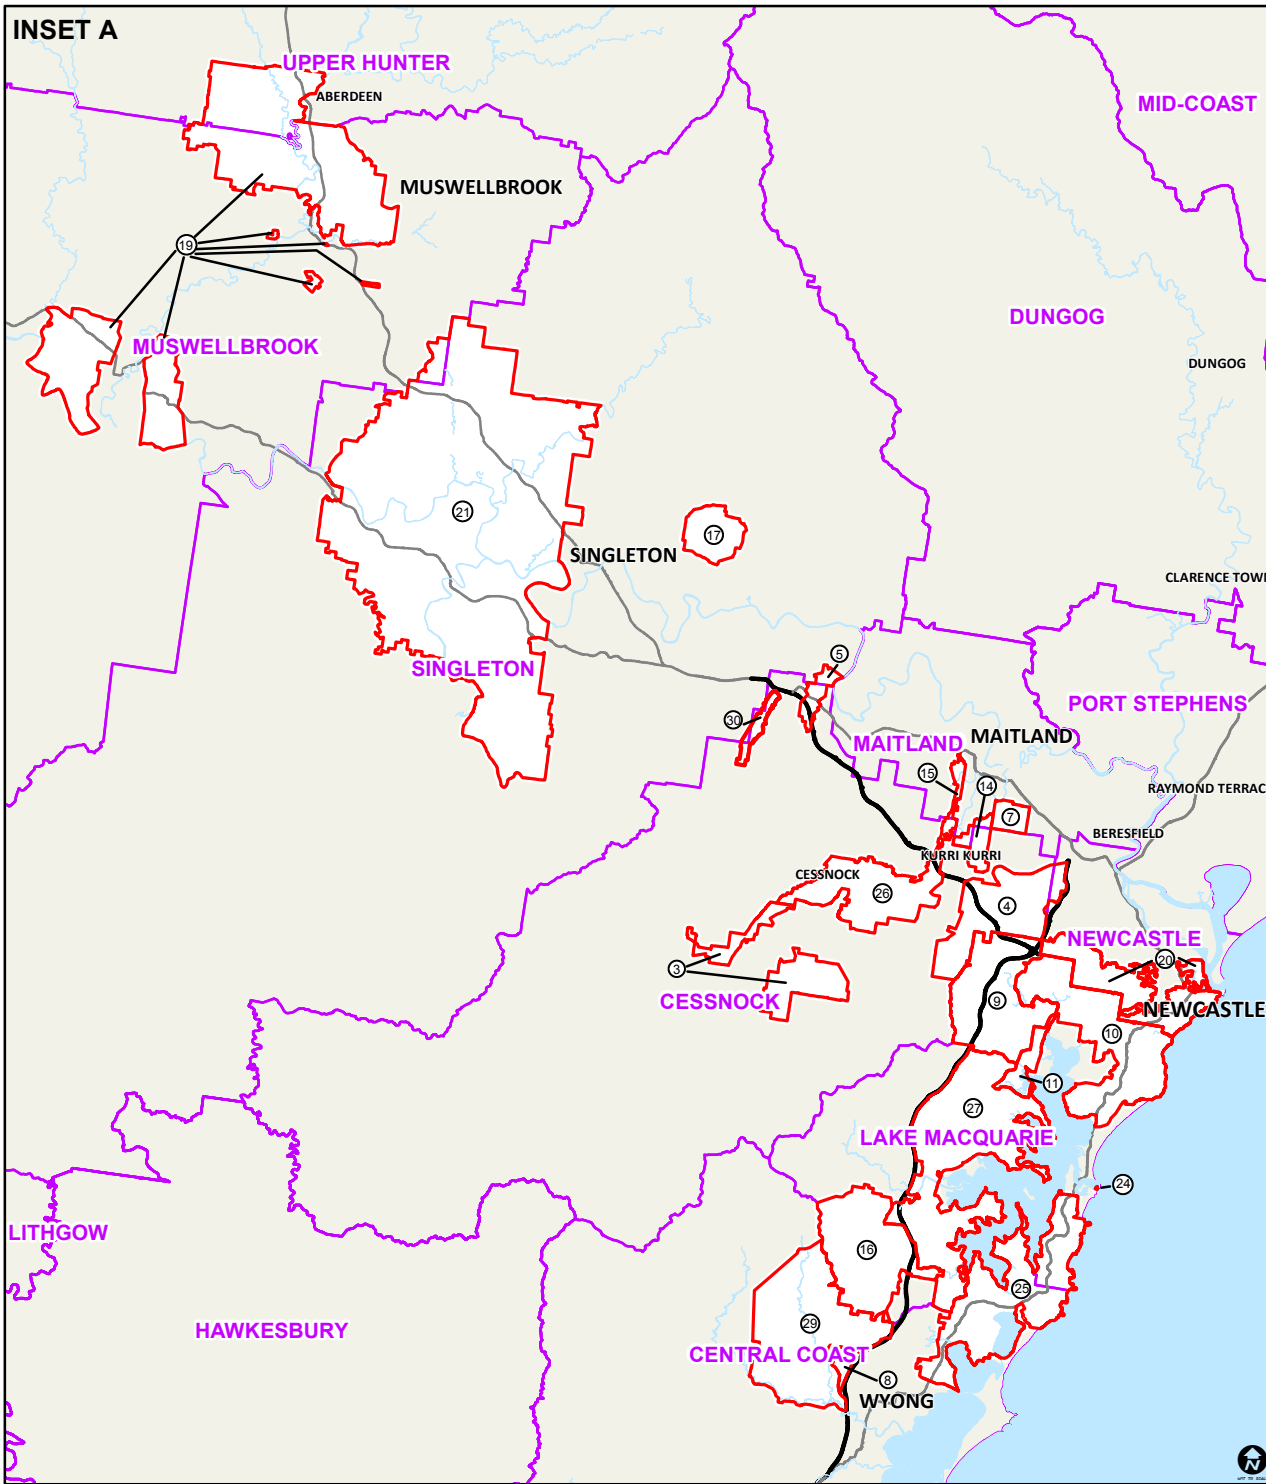 INSET A
UPPER HUNTER
ABERDEEN
MID-COAST
MUSWELLBROOK
19
DUNGOG
MUSWELLBROOK
DUNGOG
21
17
SINGLETON
CLARENCE TOWN
5
SINGLETON
30
PORT STEPHENS
MAITLAND
MAITLAND
15
14
RAYMOND TERRAC
7
BERESFIELD
KURRI KURRI
CESSNOCK
26
4
NEWCASTLE
20
3
CESSNOCK
9
NEWCASTLE
10
11
27
LAKE MACQUARIE
24
LITHGOW
16
25
HAWKESBURY
29
CENTRAL COAST
8
WYONG
N